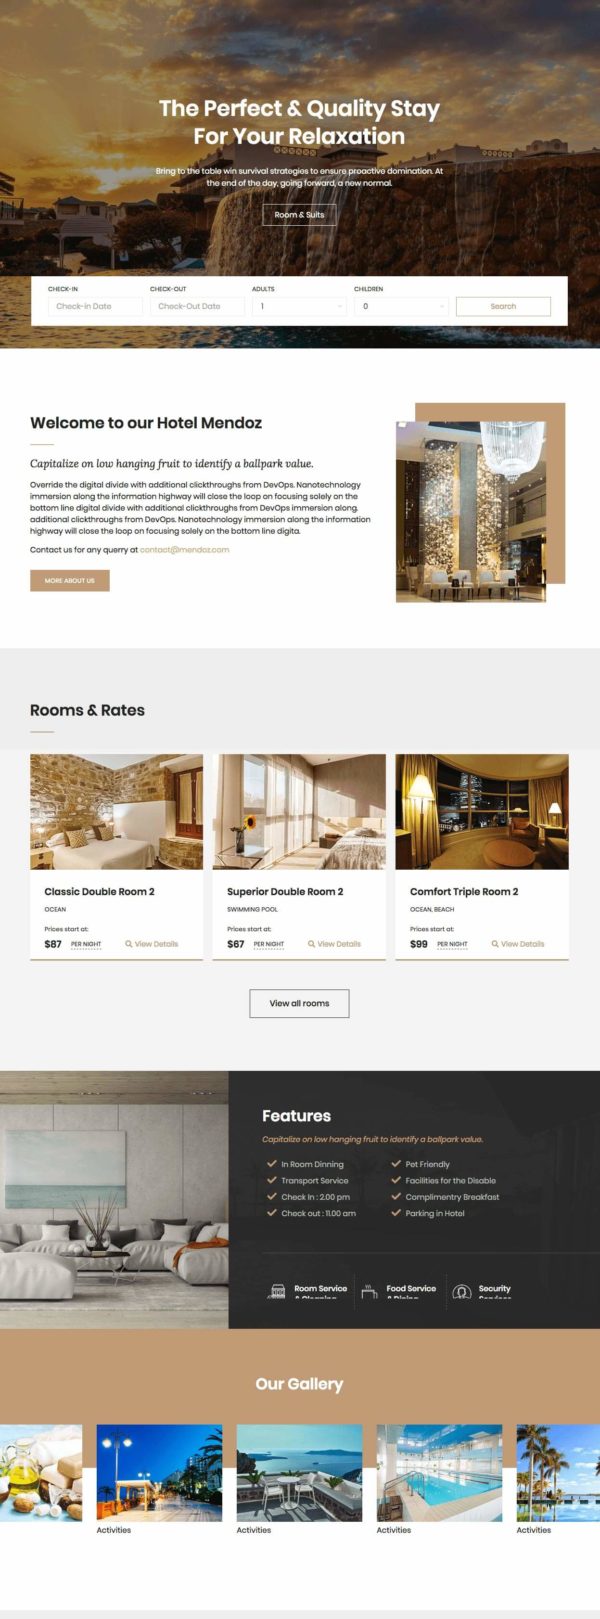 The Perfect & Quality Stay
For Your Relaxation
Bring to the table win survival strategies to ensure proactive domination. At
the end of the day, going forward, a new normal.
Room & Suits
CHECK-IN
CHECK-OUT
ADULTS
CHILDREN
Check-In Date
Check-Out Date
1
0
Search
Welcome to our Hotel Mendoz
Capitalize on low hanging fruit to identify a ballpark value.
Override the digital divide with additional clickthroughs from DevOps. Nanotechnology
immersion along the information highway will close the loop on focusing solely on the
bottom line digital divide with additional clickthroughs from DevOps immersion along.
additional clickthroughs from DevOps. Nanotechnology immersion along the information
highway will close the loop on focusing solely on the bottom line digita.
Contact us for any querry at contact@mendoz.com
MORE ABOUT US
Rooms & Rates
Classic Double Room 2
OCEAN
Prices start at:
$87 PER NIGHT View Details
Superior Double Room 2
SWIMMING POOL
Prices start at:
$67 PER NIGHT View Details
Comfort Triple Room 2
OCEAN, BEACH
Prices start at:
$99 PER NIGHT View Details
View all rooms
Features
Capitalize on low hanging fruit to identify a ballpark value.
In Room Dinning
Transport Service
Check In : 2.00 pm
Check out : 11.00 am
Pet Friendly
Facilities for the Disable
Complimentry Breakfast
Parking in Hotel
Room Service
& Cleaning
Food Service
& Dining
Security
Services
Our Gallery
Activities
Activities
Activities
Activities